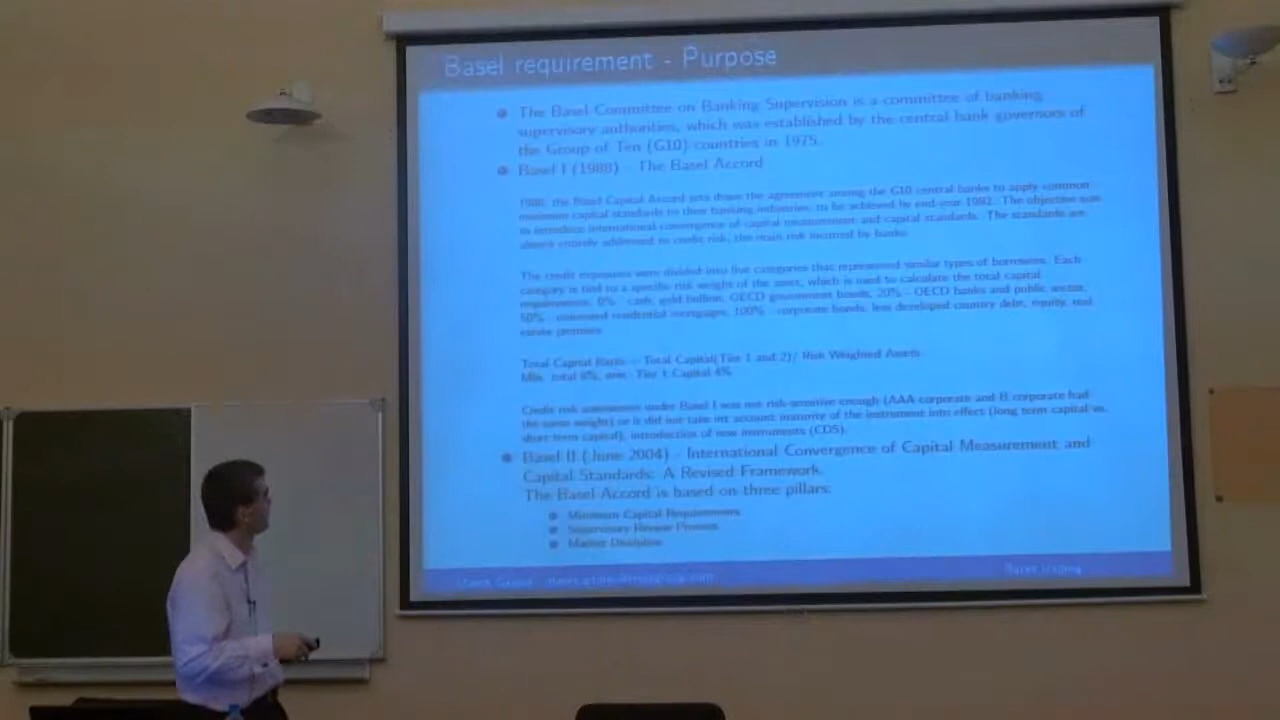 Basel requirement - Purpose
The Basel Committee on Banking Supervision is a committee of banking
supervisory authorities, which was established by the central bank governors of
the Group of Ten (G10) countries in 1975.
Basel I (1988) - The Basel Accord
1988, the Basel Capital Accord sets down the agreement among the G10 central banks to apply common
minimum capital standards to their banking industries, to be achieved by end-year 1992. The objective was
to introduce international convergence of capital measurement and capital standards. The standards are
almost entirely addressed to credit risk, the main risk incurred by banks.
The credit exposures were divided into five categories that represented similar types of borrowers. Each
category is tied to a specific risk weight of the asset, which is used to calculate the total capital
requirements: 0% - cash, gold bullion, OECD government bonds, 20% - OECD banks and public sector,
50% - residential mortgages, 100% - corporate bonds, less developed country debt, equity, real
estate
Total Capital Ratio = Total Capital(Tier 1 and 2)/ Risk Weighted Assets
Min. total 8%, min. Tier 1 Capital 4%
Credit risk assessment under Basel I was not risk-sensitive enough (AAA corporate and B corporate had
the same weight) or it did not take int account maturity of the instrument into effect (long term capital vs.
short term capital), introduction of new instruments (CDS).
Basel II (June 2004) - International Convergence of Capital Measurement and
Capital Standards: A Revised Framework.
The Basel Accord is based on three pillars:
Minimum Capital Requirements
Supervisory Review Process
Market Discipline